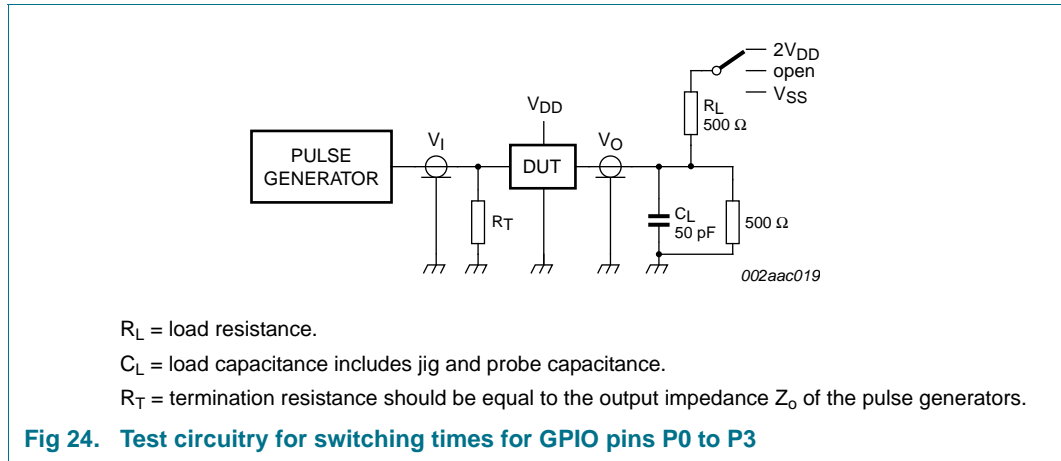 2VDD
open
VSS
RL
500 Ω
VDD
VI
VO
PULSE
GENERATOR
DUT
RT
CL
50 pF
500 Ω
002aac019
RL = load resistance.
CL = load capacitance includes jig and probe capacitance.
RT = termination resistance should be equal to the output impedance Zo of the pulse generators.
Fig 24. Test circuitry for switching times for GPIO pins P0 to P3